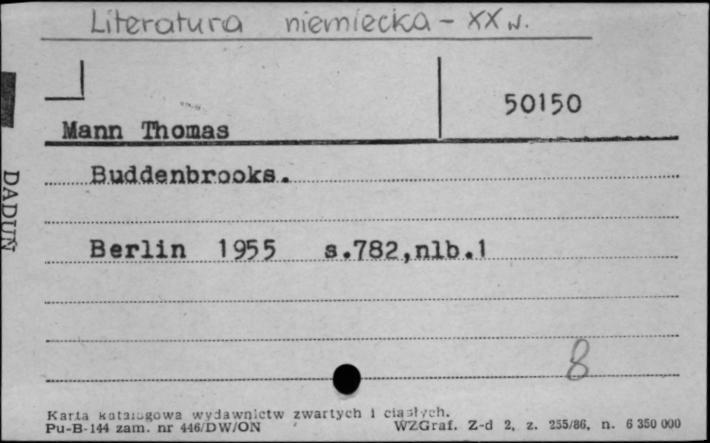 Literatura niemiecka - XX w.
50150
Mann Thomas
Buddenbrooks.
DADUŃ
Berlin 1955 s.782,nlb.1
8
Karta katalogowa wydawnictw zwartych i ciągłych.
Pu-B-144 zam. nr 446/DW/ON WZGraf. Z-d 2, z. 255/86, n. 6 350 000